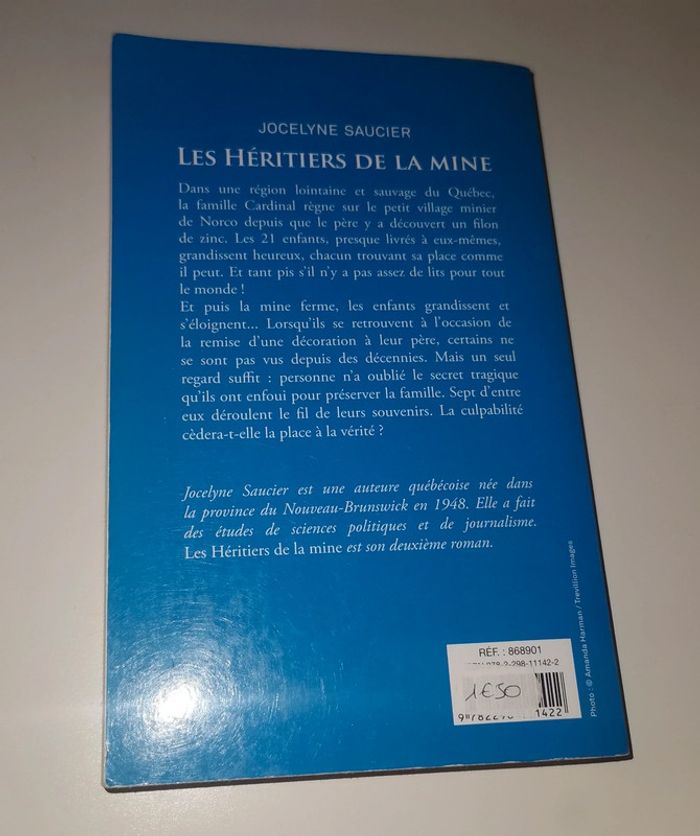 JOCELYNE SAUCIER
LES HÉRITIERS DE LA MINE
Dans une région lointaine et sauvage du Québec,
la famille Cardinal règne sur le petit village minier
de Norco depuis que le père y a découvert un filon
de zinc. Les 21 enfants, presque livrés à eux-mêmes,
grandissent heureux, chacun trouvant sa place comme
il peut. Et tant pis s'il n'y a pas assez de lits pour tout
le monde !
Et puis la mine ferme, les enfants grandissent et
s'éloignent... Lorsqu'ils se retrouvent à l'occasion de
la remise d'une décoration à leur père, certains ne
se sont pas vus depuis des décennies. Mais un seul
regard suffit : personne n'a oublié le secret tragique
qu'ils ont enfoui pour préserver la famille. Sept d'entre
eux déroulent le fil de leurs souvenirs. La culpabilité
cèdera-t-elle la place à la vérité ?
Jocelyne Saucier est une auteure québécoise née dans
la province du Nouveau-Brunswick en 1948. Elle a fait
des études de sciences politiques et de journalisme.
Les Héritiers de la mine est son deuxième roman.
RÉF. : 868901
978-2-298-11142-2
1€50
1422
Photo : © Amanda Harman / Trevillion Images